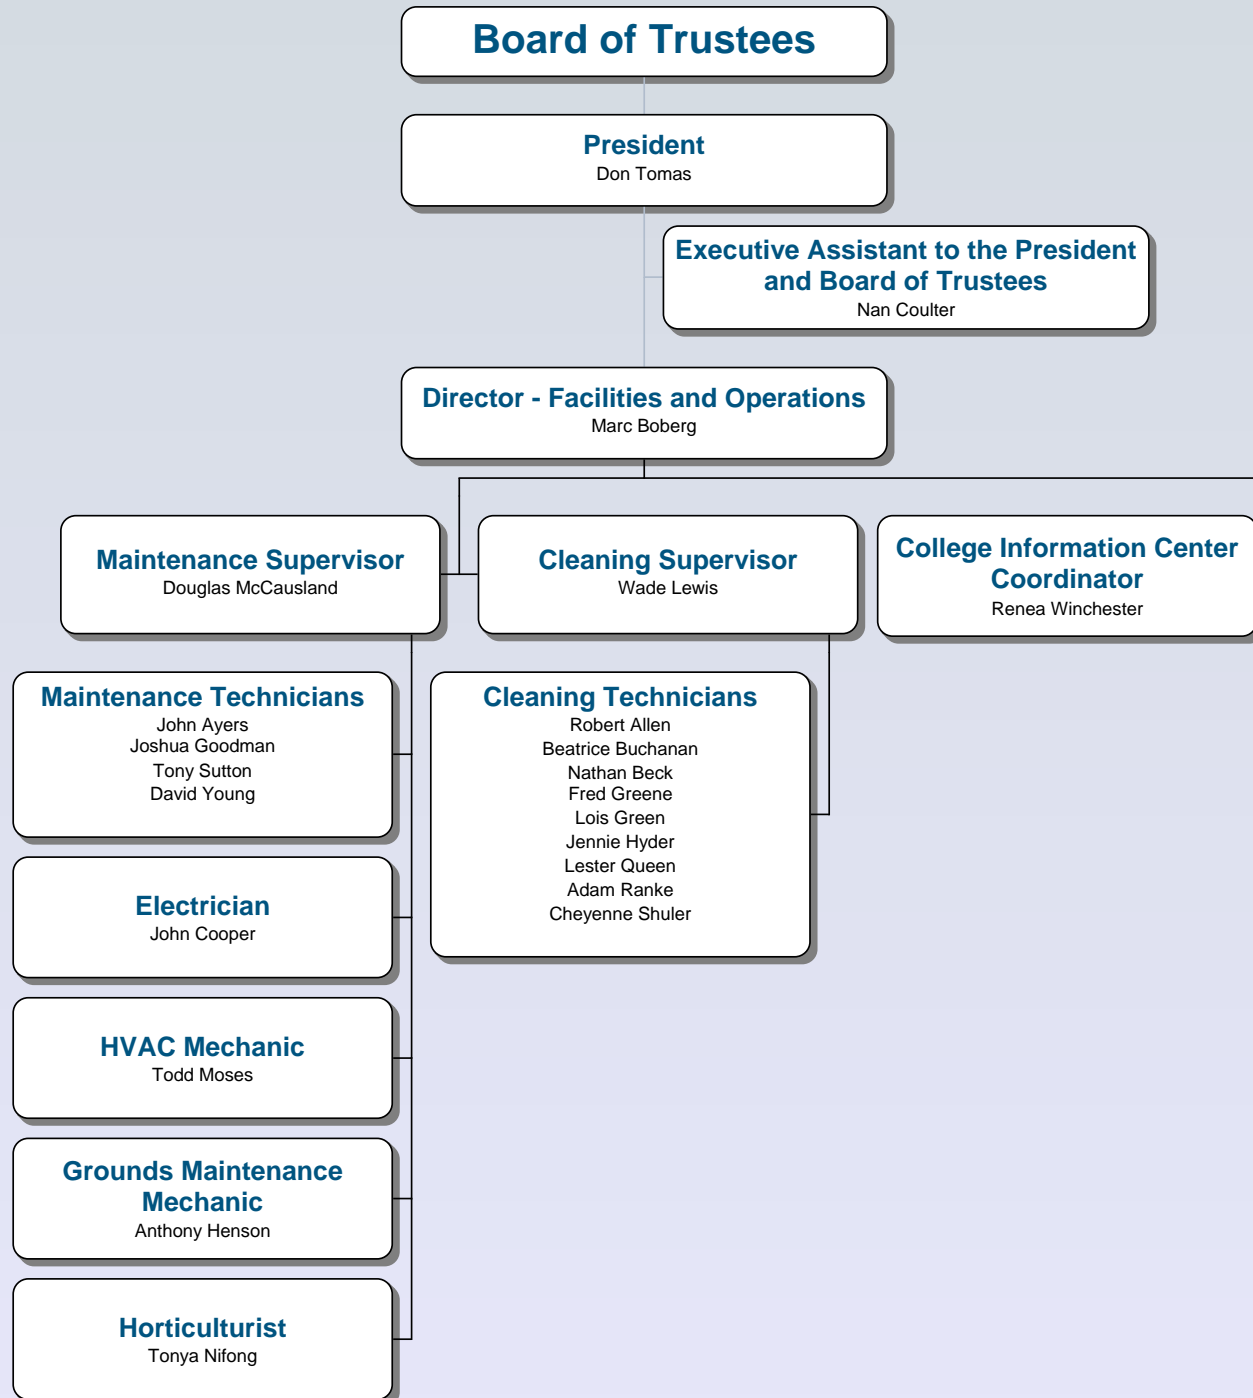 Board of Trustees
President
Don Tomas
Executive Assistant to the President
and Board of Trustees
Nan Coulter
Director - Facilities and Operations
Marc Boberg
Maintenance Supervisor
Douglas McCausland
Cleaning Supervisor
Wade Lewis
College Information Center
Coordinator
Renea Winchester
Maintenance Technicians
John Ayers
Joshua Goodman
Tony Sutton
David Young
Cleaning Technicians
Robert Allen
Beatrice Buchanan
Nathan Beck
Fred Greene
Lois Green
Jennie Hyder
Lester Queen
Adam Ranke
Cheyenne Shuler
Electrician
John Cooper
HVAC Mechanic
Todd Moses
Grounds Maintenance
Mechanic
Anthony Henson
Horticulturist
Tonya Nifong